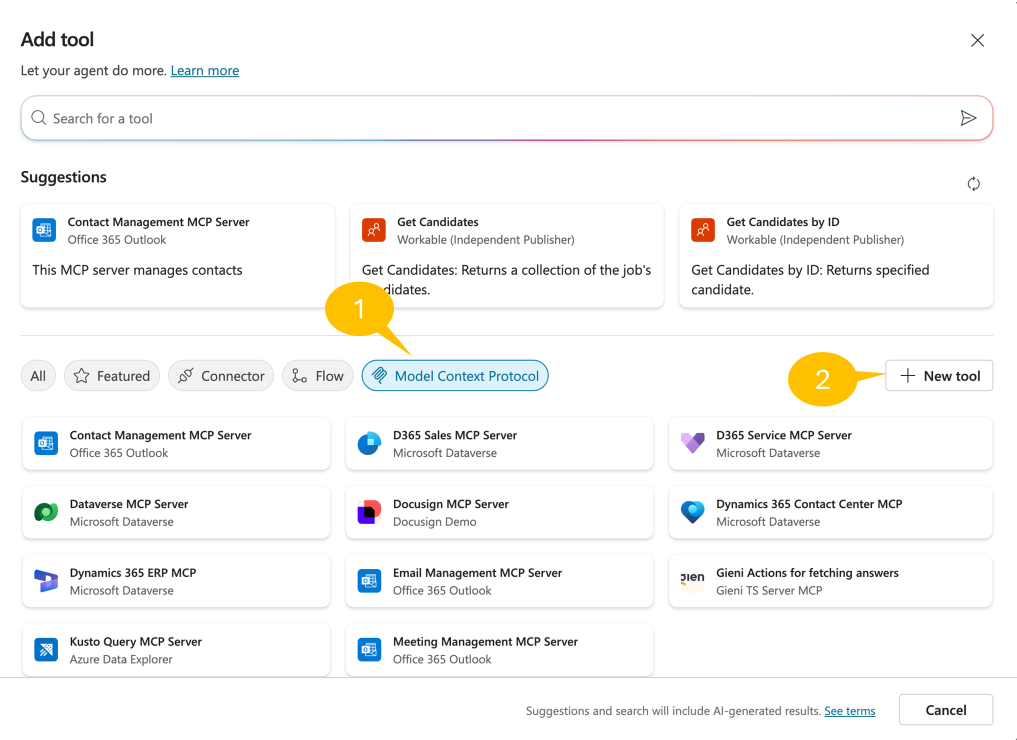 Add tool
Let your agent do more. Learn more
Search for a tool
Suggestions
Contact Management MCP Server
Office 365 Outlook
This MCP server manages contacts
Get Candidates
Workable (Independent Publisher)
Get Candidates: Returns a collection of the job's
didates.
Get Candidates by ID
Workable (Independent Publisher)
Get Candidates by ID: Returns specified
candidate.
1
All
Featured
Connector
Flow
Model Context Protocol
2
New tool
Contact Management MCP Server
Office 365 Outlook
D365 Sales MCP Server
Microsoft Dataverse
D365 Service MCP Server
Microsoft Dataverse
Dataverse MCP Server
Microsoft Dataverse
Docusign MCP Server
Docusign Demo
Dynamics 365 Contact Center MCP
Microsoft Dataverse
Dynamics 365 ERP MCP
Microsoft Dataverse
Email Management MCP Server
Office 365 Outlook
gien
Gieni Actions for fetching answers
Gieni TS Server MCP
Kusto Query MCP Server
Azure Data Explorer
Meeting Management MCP Server
Office 365 Outlook
Suggestions and search will include AI-generated results. See terms
Cancel